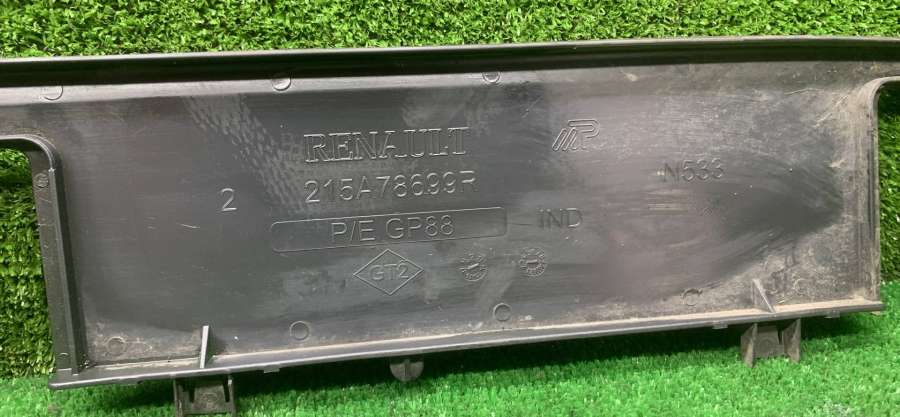 RENAULT
215A78699R
2
P/E GP88
IND
N533
GT2